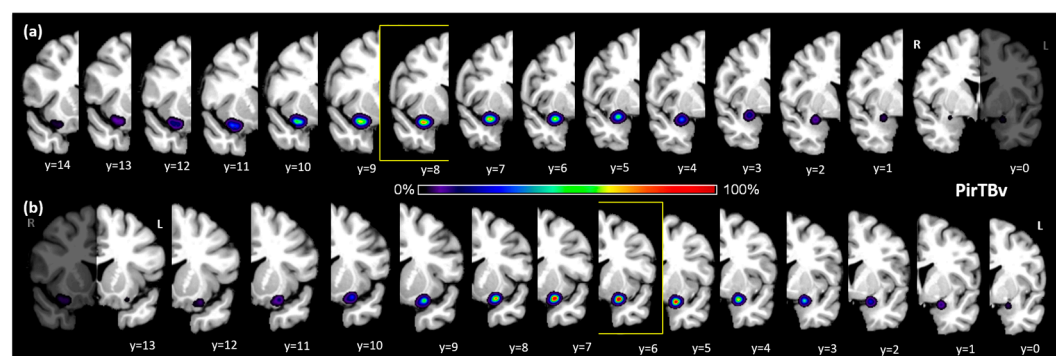 (a)
R L
y=14 y=13 y=12 y=11 y=10 y=9 y=8 y=7 y=6 y=5 y=4 y=3 y=2 y=1 y=0
0% 100%
PirTBv
(b)
R L L
y=13 y=12 y=11 y=10 y=9 y=8 y=7 y=6 y=5 y=4 y=3 y=2 y=1 y=0